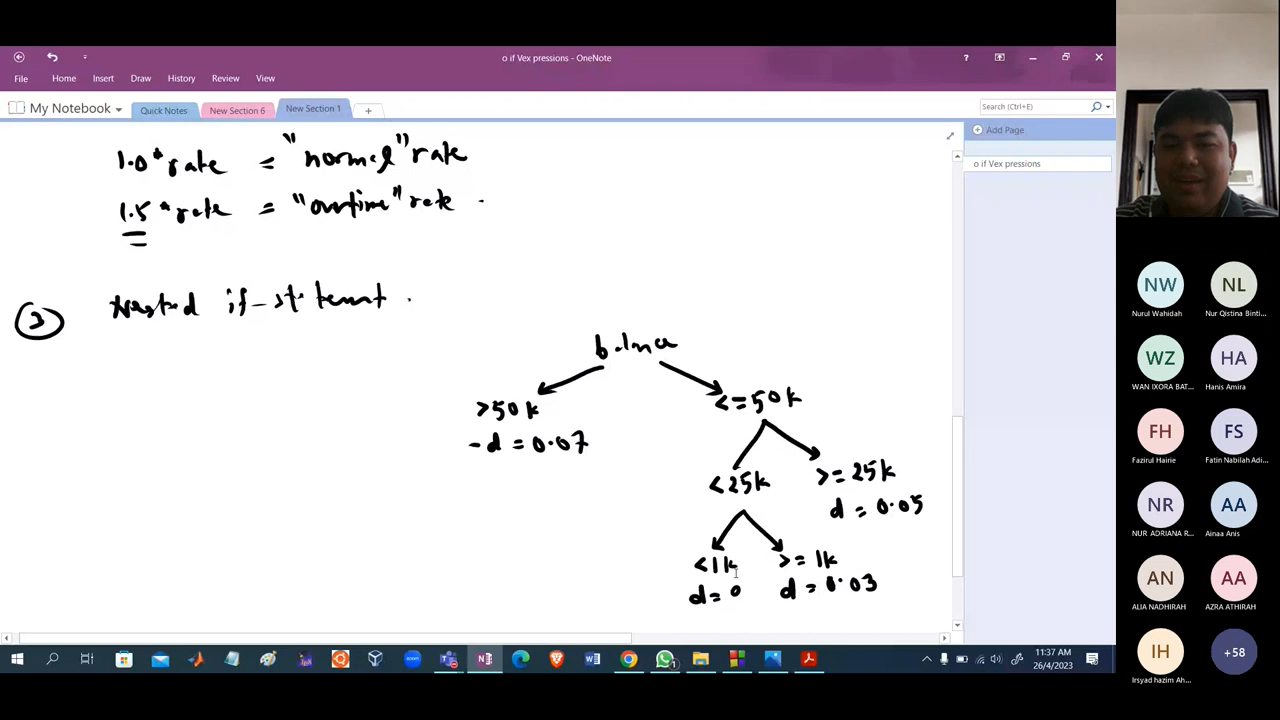 o if Vex pressions - OneNote
File Home Insert Draw History Review View
My Notebook Quick Notes New Section 6 New Section 1 + Search (Ctrl+E)
Add Page
o if Vex pressions
1.0 * rate = "normal" rate
1.5 * rate = "overtime" rate .
Nested if-statement .
balance
>50k <=50k
- d = 0.07
<25k >= 25k
d = 0.05
<1k >= 1k
d = 0 d = 0.03
NW NL
Nurul Wahidah Nur Qistina Binti...
WZ HA
WAN IXORA BAT... Hanis Amira
FH FS
Fazirul Hairie Fatin Nabilah Adi...
NR AA
NUR ADRIANA R... Ainaa Anis
AN AA
ALIA NADHIRAH AZRA ATHIRAH
IH +58
Irsyad hazim Ah...
11:37 AM
26/4/2023